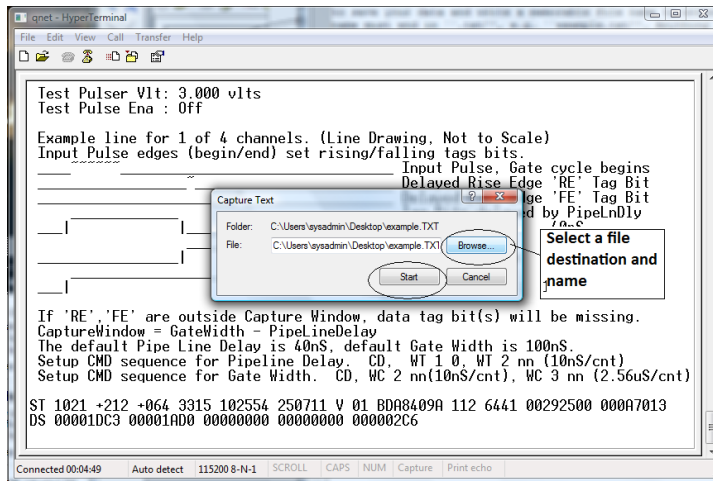 qnet - HyperTerminal
File Edit View Call Transfer Help
Test Pulser Vlt: 3.000 vlts
Test Pulse Ena : Off
Example line for 1 of 4 channels. (Line Drawing, Not to Scale)
Input Pulse edges (begin/end) set rising/falling tags bits.
Input Pulse, Gate cycle begins
Delayed Rise Edge 'RE' Tag Bit
Edge 'FE' Tag Bit
by PipeLnDly
Capture Text
Folder: C:\Users\sysadmin\Desktop\example.TXT
File: C:\Users\sysadmin\Desktop\example.TXT Browse...
Start Cancel
Select a file
destination and
name
If 'RE','FE' are outside Capture Window, data tag bit(s) will be missing.
CaptureWindow = GateWidth - PipeLineDelay
The default Pipe Line Delay is 40nS, default Gate Width is 100nS.
Setup CMD sequence for Pipeline Delay. CD, WT 1 0, WT 2 nn (10nS/cnt)
Setup CMD sequence for Gate Width. CD, WC 2 nn(10nS/cnt), WC 3 nn (2.56uS/cnt)
ST 1021 +212 +064 3315 102554 250711 V 01 BDA8409A 112 6441 00292500 000A7013
DS 00001DC3 00001AD0 00000000 00000000 000002C6
Connected 00:04:49 Auto detect 115200 8-N-1 SCROLL CAPS NUM Capture Print echo